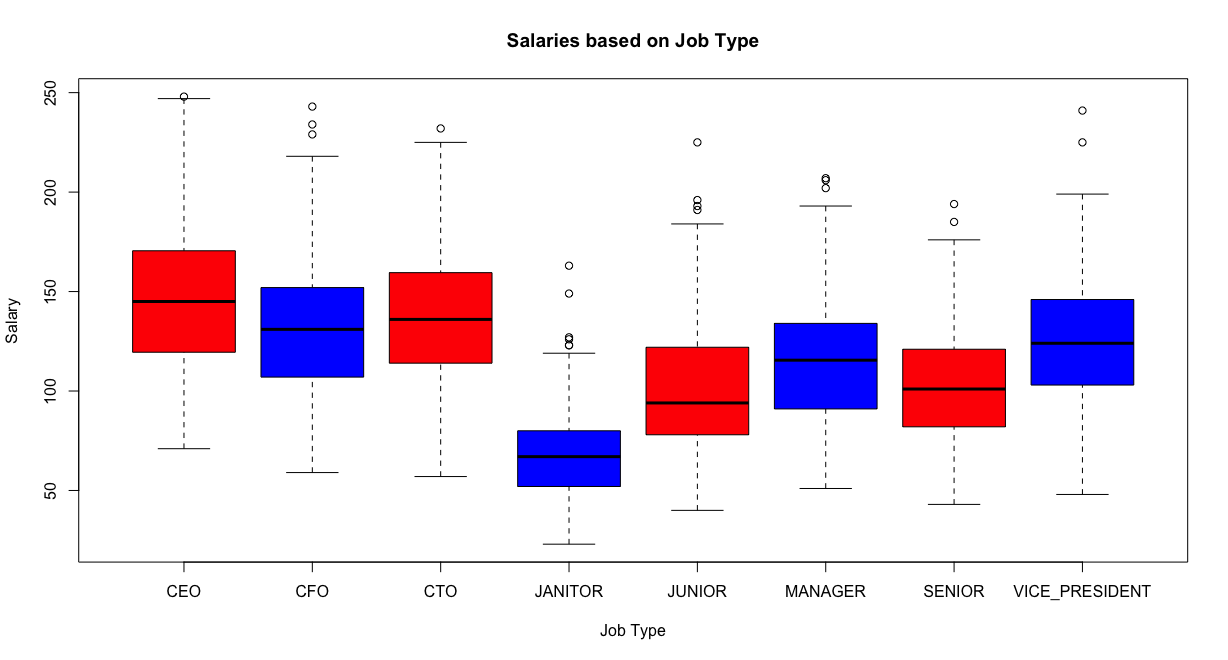 Salaries based on Job Type
Salary
250
200
150
100
50
CEO CFO CTO JANITOR JUNIOR MANAGER SENIOR VICE_PRESIDENT
Job Type